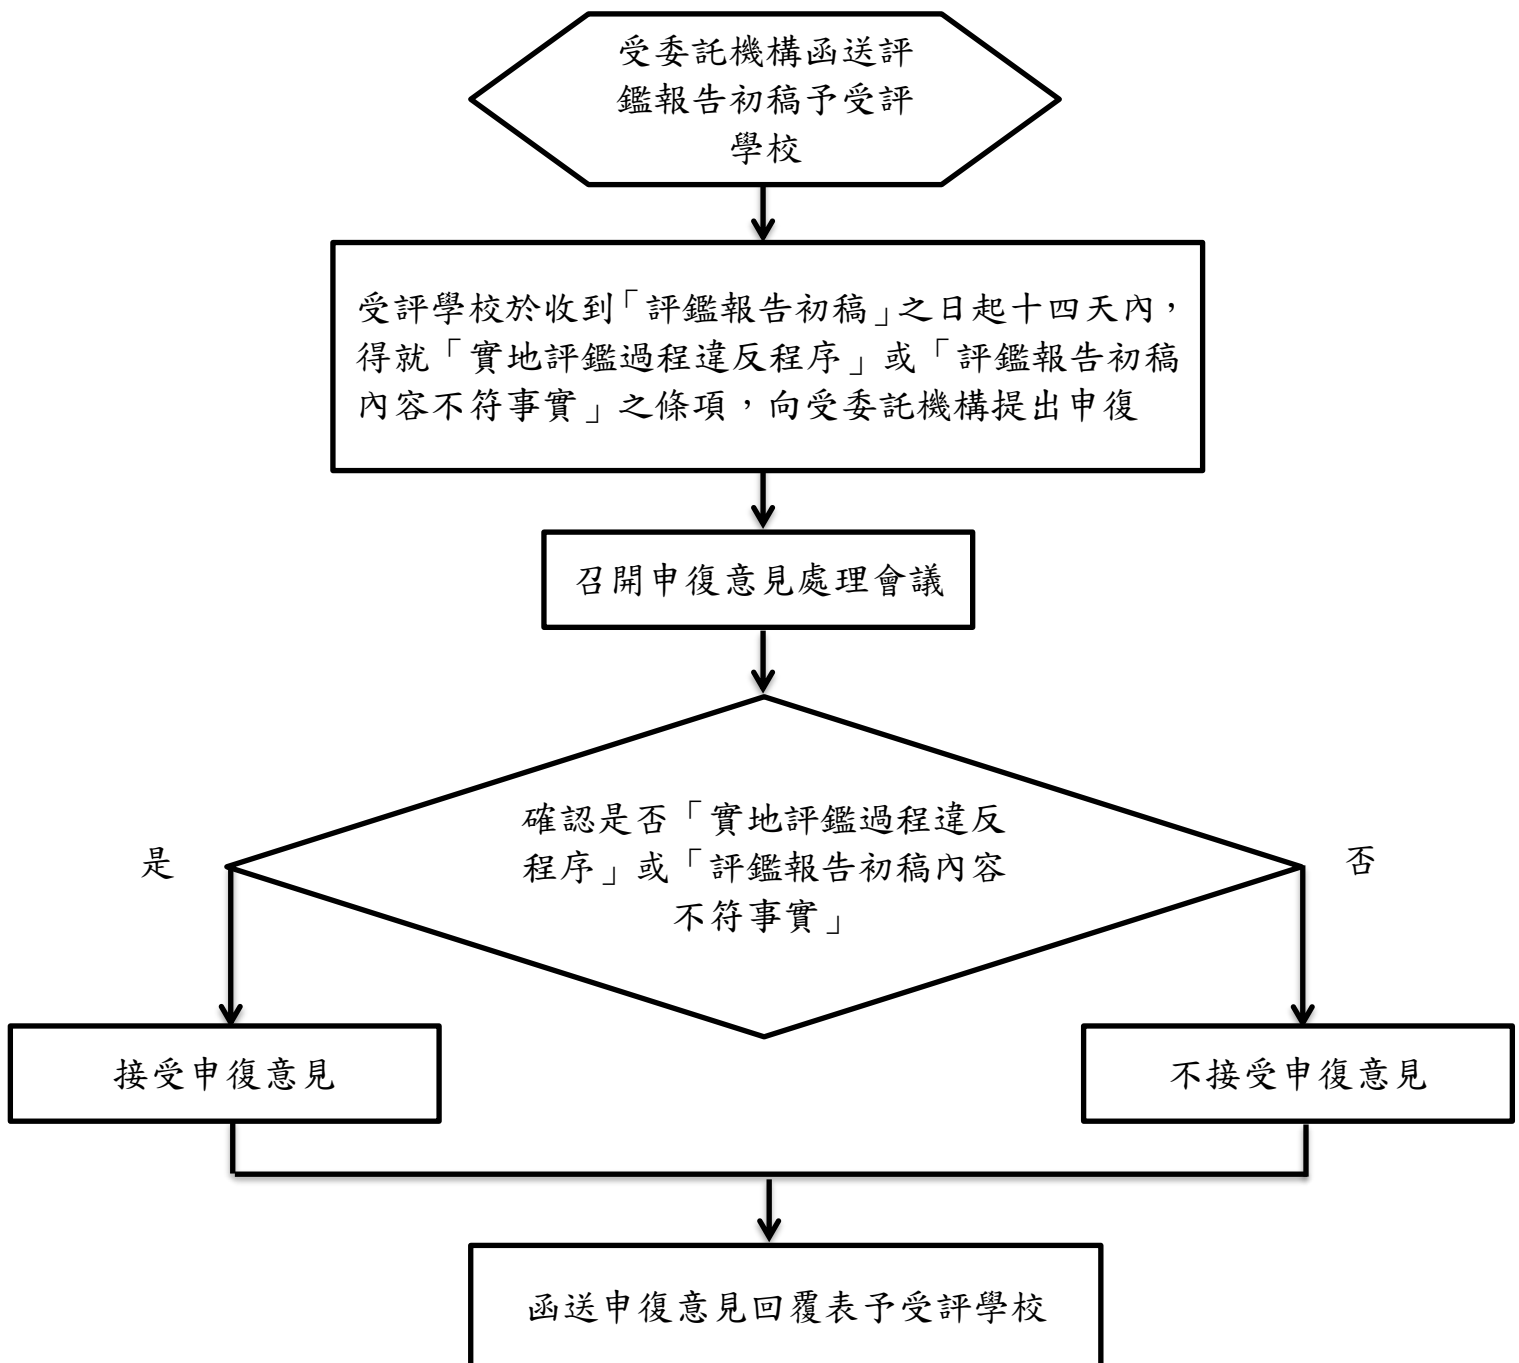 受委託機構函送評
鑑報告初稿予受評
學校
受評學校於收到「評鑑報告初稿」之日起十四天內，
得就「實地評鑑過程違反程序」或「評鑑報告初稿
內容不符事實」之條項，向受委託機構提出申復
召開申復意見處理會議
確認是否「實地評鑑過程違反
程序」或「評鑑報告初稿內容
不符事實」
是
否
接受申復意見
不接受申復意見
函送申復意見回覆表予受評學校